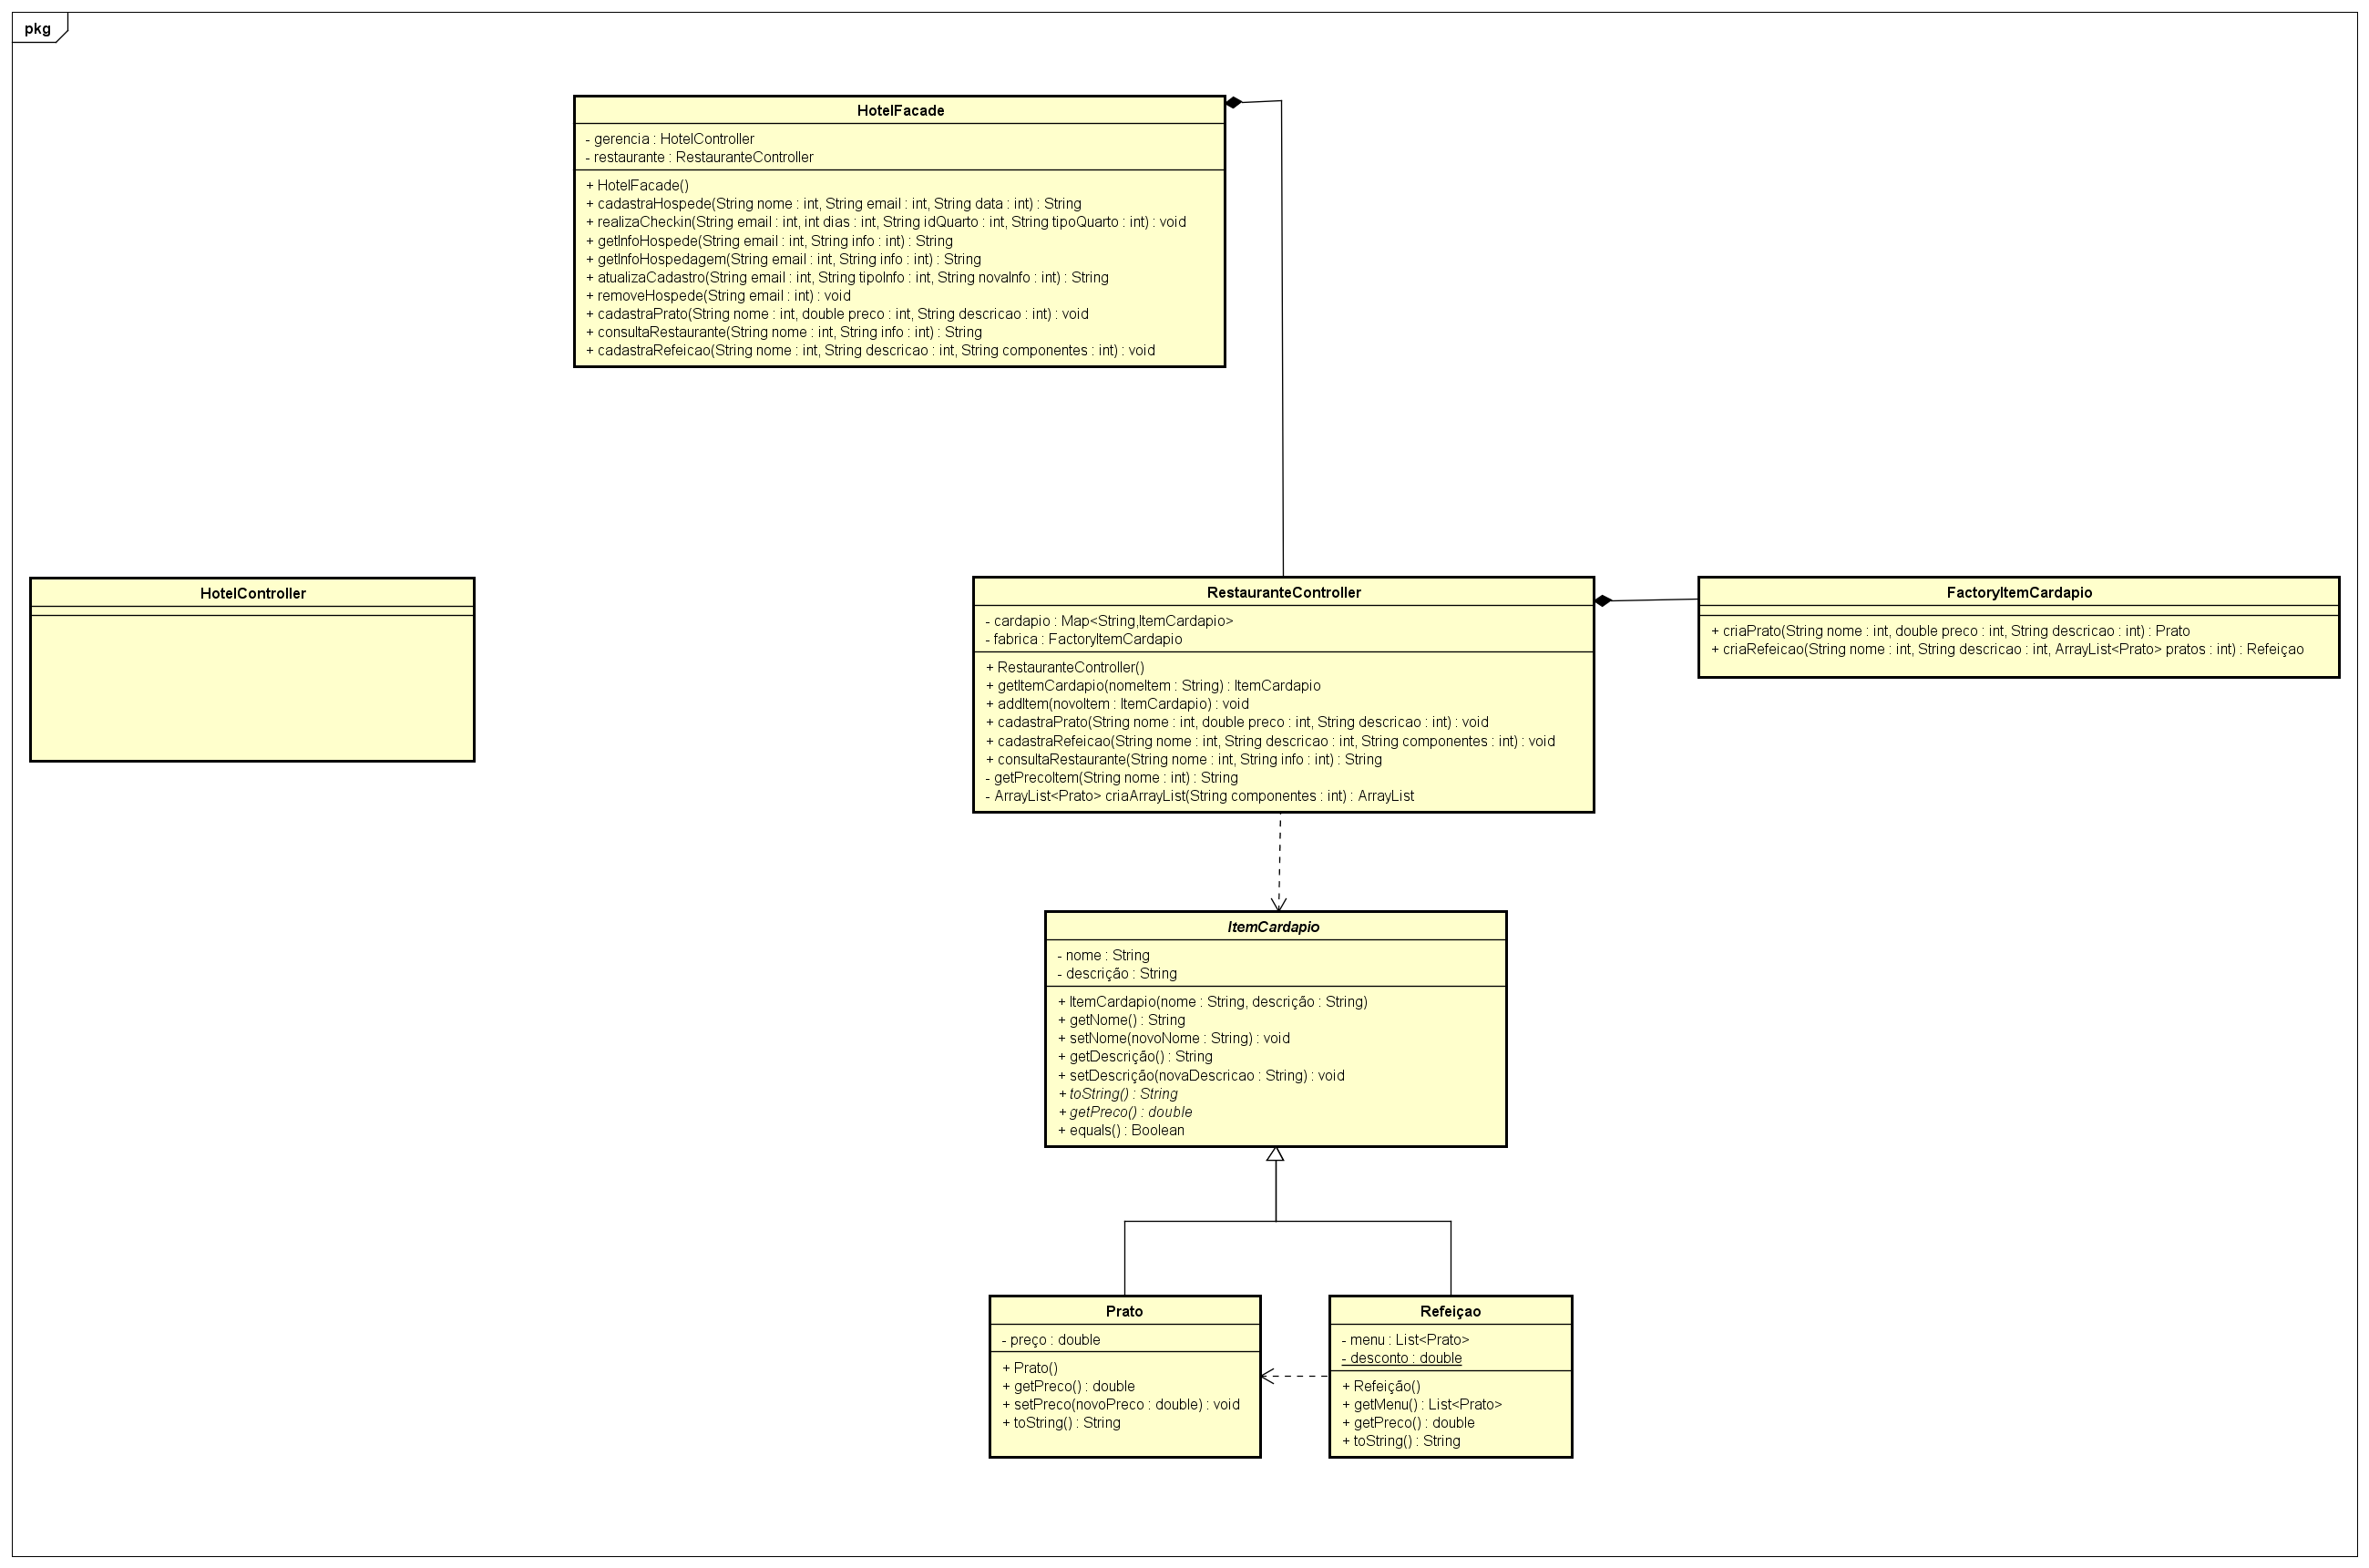 pkg
HotelFacade
- gerencia : HotelController
- restaurante : RestauranteController
+ HotelFacade()
+ cadastraHospede(String nome : int, String email : int, String data : int) : String
+ realizaCheckin(String email : int, int dias : int, String idQuarto : int, String tipoQuarto : int) : void
+ getInfoHospede(String email : int, String info : int) : String
+ getInfoHospedagem(String email : int, String info : int) : String
+ atualizaCadastro(String email : int, String tipoInfo : int, String novaInfo : int) : String
+ removeHospede(String email : int) : void
+ cadastraPrato(String nome : int, double preco : int, String descricao : int) : void
+ consultaRestaurante(String nome : int, String info : int) : String
+ cadastraRefeicao(String nome : int, String descricao : int, String componentes : int) : void
HotelController
RestauranteController
- cardapio : Map<String,ItemCardapio>
- fabrica : FactoryItemCardapio
+ RestauranteController()
+ getItemCardapio(nomeItem : String) : ItemCardapio
+ addItem(novoItem : ItemCardapio) : void
+ cadastraPrato(String nome : int, double preco : int, String descricao : int) : void
+ cadastraRefeicao(String nome : int, String descricao : int, String componentes : int) : void
+ consultaRestaurante(String nome : int, String info : int) : String
- getPrecoItem(String nome : int) : String
- ArrayList<Prato> criaArrayList(String componentes : int) : ArrayList
FactoryItemCardapio
+ criaPrato(String nome : int, double preco : int, String descricao : int) : Prato
+ criaRefeicao(String nome : int, String descricao : int, ArrayList<Prato> pratos : int) : Refeiçao
ItemCardapio
- nome : String
- descrição : String
+ ItemCardapio(nome : String, descrição : String)
+ getNome() : String
+ setNome(novoNome : String) : void
+ getDescrição() : String
+ setDescrição(novaDescricao : String) : void
+ toString() : String
+ getPreco() : double
+ equals() : Boolean
Prato
- preço : double
+ Prato()
+ getPreco() : double
+ setPreco(novoPreco : double) : void
+ toString() : String
Refeiçao
- menu : List<Prato>
- desconto : double
+ Refeição()
+ getMenu() : List<Prato>
+ getPreco() : double
+ toString() : String